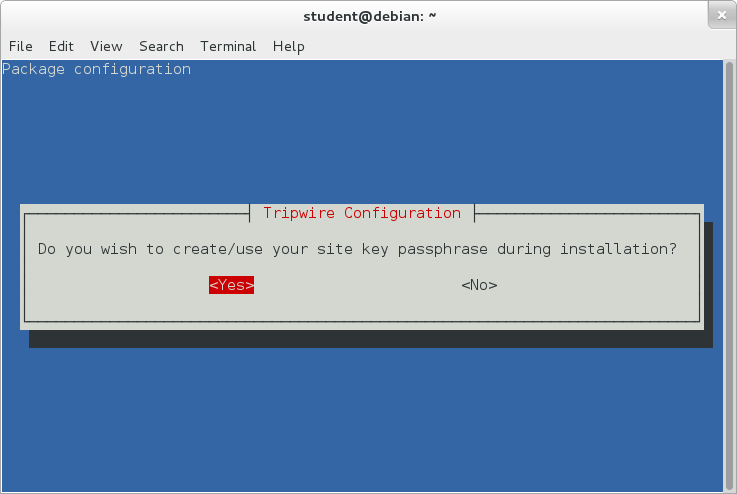 student@debian: ~
File Edit View Search Terminal Help
Package configuration
Tripwire Configuration
Do you wish to create/use your site key passphrase during installation?
<Yes> <No>